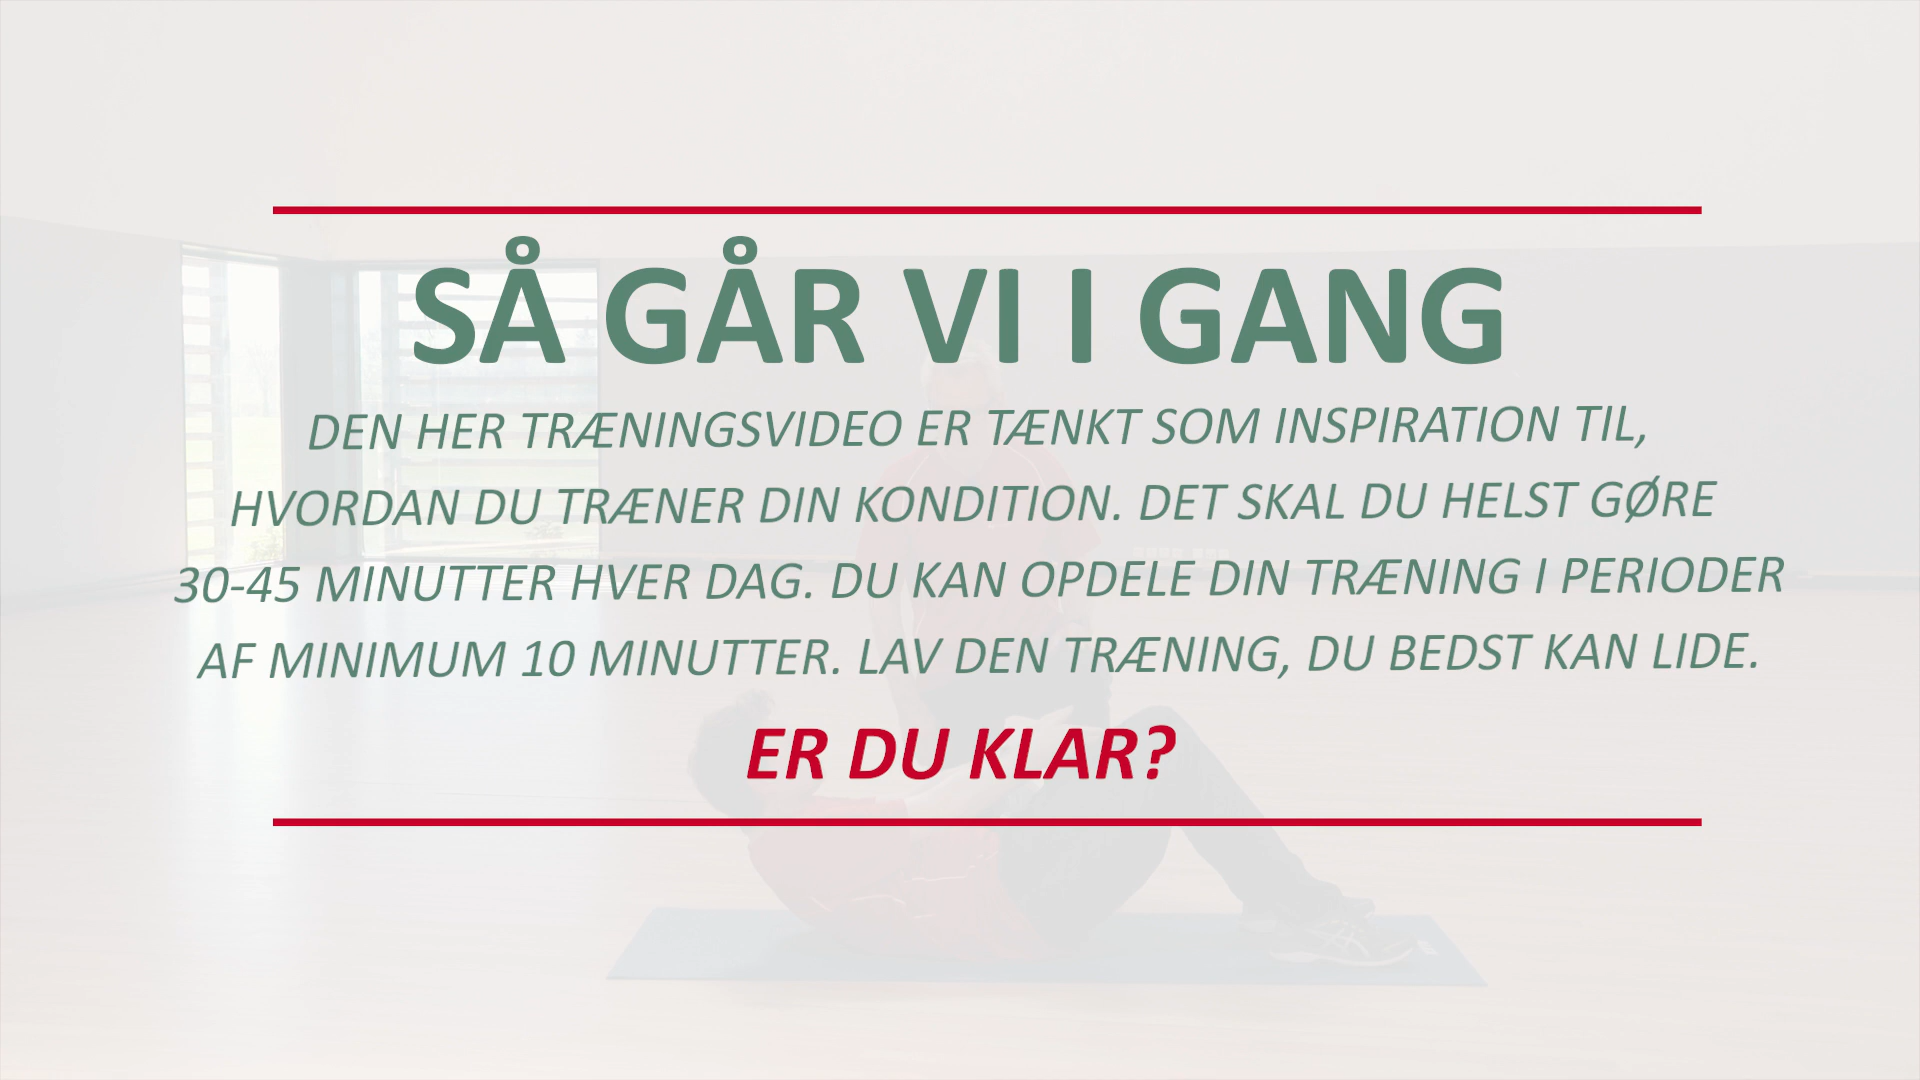 SÅ GÅR VI I GANG
DEN HER TRÆNINGSVIDEO ER TÆNKT SOM INSPIRATION TIL,
HVORDAN DU TRÆNER DIN KONDITION. DET SKAL DU HELST GØRE
30-45 MINUTTER HVER DAG. DU KAN OPDELE DIN TRÆNING I PERIODER
AF MINIMUM 10 MINUTTER. LAV DEN TRÆNING, DU BEDST KAN LIDE.
ER DU KLAR?